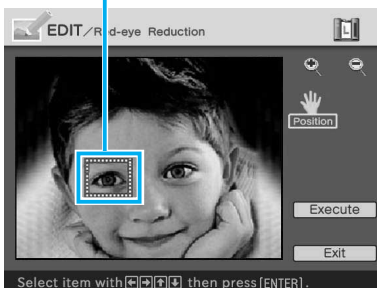 EDIT/Red-eye Reduction
L
Position
Execute
Exit
Select item with ←→↑↓ then press [ENTER].